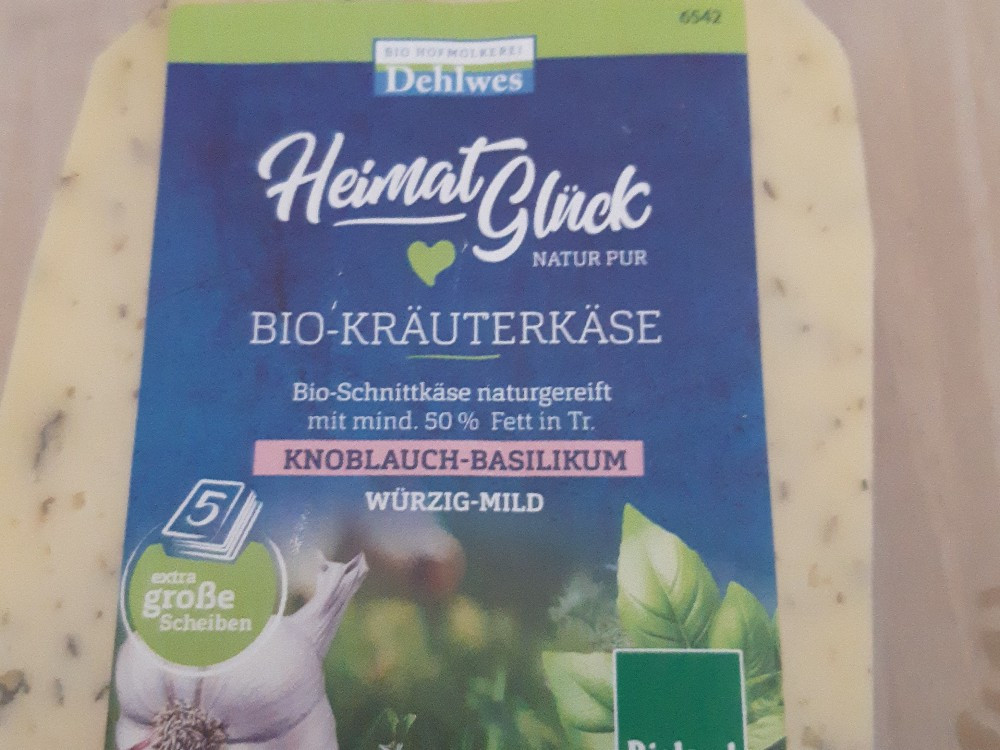 6542
BIO HOFMOLKEREI
Dehlwes
Heimat
Glück
NATUR PUR
BIO-KRÄUTERKÄSE
Bio-Schnittkäse naturgereift
mit mind. 50 % Fett in Tr.
KNOBLAUCH-BASILIKUM
WÜRZIG-MILD
5
extra
große
Scheiben
Bioland